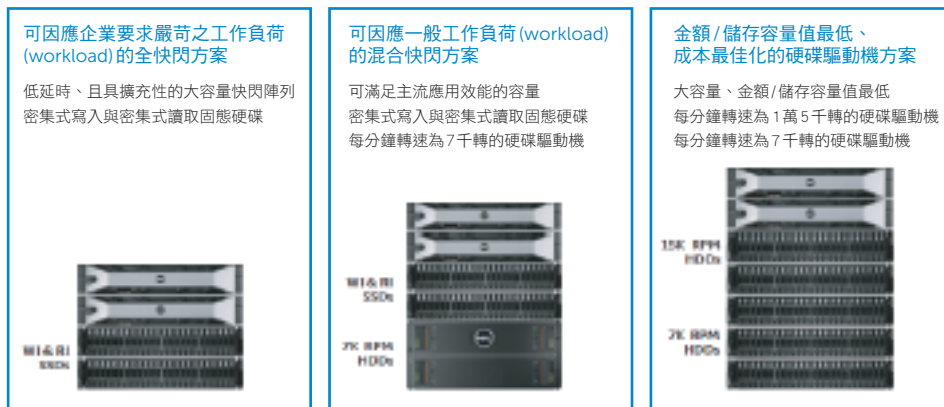 可因應企業要求嚴苛之工作負荷
(workload)的全快閃方案
低延時、且具擴充性的大容量快閃陣列
密集式寫入與密集式讀取固態硬碟
WI & RI
SSDs
可因應一般工作負荷(workload)
的混合快閃方案
可滿足主流應用效能的容量
密集式寫入與密集式讀取固態硬碟
每分鐘轉速為7千轉的硬碟驅動機
WI & RI
SSDs
7K RPM
HDDs
金額/儲存容量值最低、
成本最佳化的硬碟驅動機方案
大容量、金額/儲存容量值最低
每分鐘轉速為1萬5千轉的硬碟驅動機
每分鐘轉速為7千轉的硬碟驅動機
15K RPM
HDDs
7K RPM
HDDs